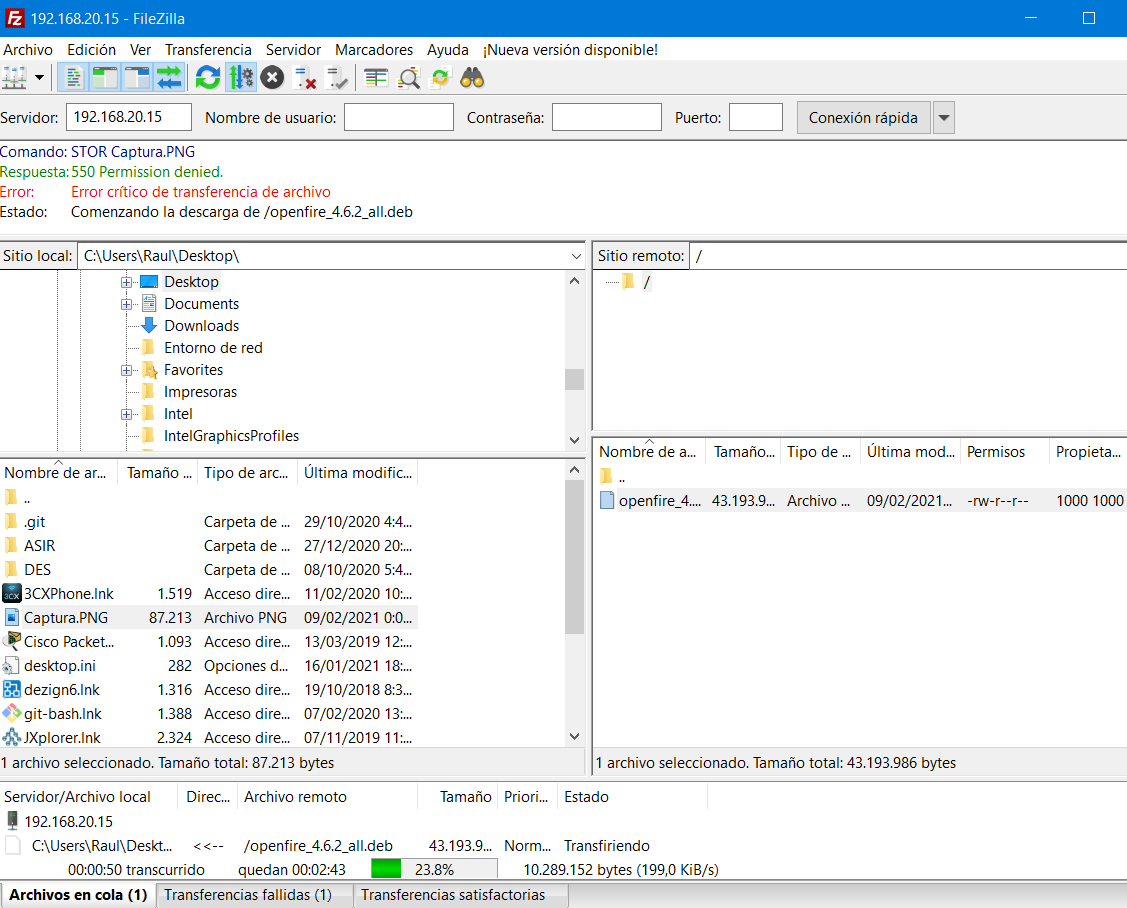 192.168.20.15 - FileZilla
Archivo Edición Ver Transferencia Servidor Marcadores Ayuda ¡Nueva versión disponible!
Servidor: 192.168.20.15 Nombre de usuario: Contraseña: Puerto: Conexión rápida
Comando: STOR Captura.PNG
Respuesta: 550 Permission denied.
Error: Error crítico de transferencia de archivo
Estado: Comenzando la descarga de /openfire_4.6.2_all.deb
Sitio local: C:\Users\Raul\Desktop\
Desktop
Documents
Downloads
Entorno de red
Favorites
Impresoras
Intel
IntelGraphicsProfiles
Nombre de ar... Tamaño ... Tipo de arc... Última modific...
..
.git Carpeta de ... 29/10/2020 4:4...
ASIR Carpeta de ... 27/12/2020 20:...
DES Carpeta de ... 08/10/2020 5:4...
3CXPhone.lnk 1.519 Acceso dire... 11/02/2020 10:...
Captura.PNG 87.213 Archivo PNG 09/02/2021 0:0...
Cisco Packet... 1.093 Acceso dire... 13/03/2019 12:...
desktop.ini 282 Opciones d... 16/01/2021 18:...
dezign6.lnk 1.316 Acceso dire... 19/10/2018 8:3...
git-bash.lnk 1.388 Acceso dire... 07/02/2020 13:...
JXplorer.lnk 2.324 Acceso dire... 07/11/2019 11:...
1 archivo seleccionado. Tamaño total: 87.213 bytes
Sitio remoto: /
/
Nombre de a... Tamaño... Tipo de ... Última mod... Permisos Propieta...
..
openfire_4.... 43.193.9... Archivo ... 09/02/2021... -rw-r--r-- 1000 1000
1 archivo seleccionado. Tamaño total: 43.193.986 bytes
Servidor/Archivo local Direc... Archivo remoto Tamaño Priori... Estado
192.168.20.15
C:\Users\Raul\Deskt... <<-- /openfire_4.6.2_all.deb 43.193.9... Norm... Transfiriendo
00:00:50 transcurrido quedan 00:02:43 23.8% 10.289.152 bytes (199,0 KiB/s)
Archivos en cola (1) Transferencias fallidas (1) Transferencias satisfactorias